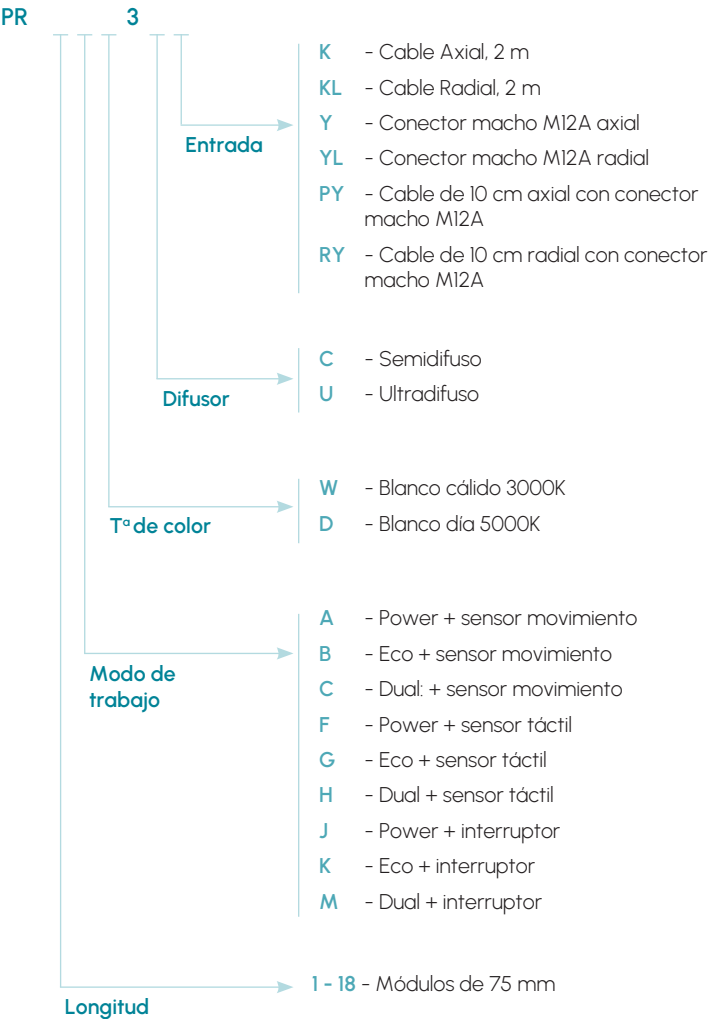 PR 3
K - Cable Axial, 2 m
KL - Cable Radial, 2 m
Y - Conector macho M12A axial
Entrada
YL - Conector macho M12A radial
PY - Cable de 10 cm axial con conector
macho M12A
RY - Cable de 10 cm radial con conector
macho M12A
C - Semidifuso
Difusor
U - Ultradifuso
W - Blanco cálido 3000K
Tª de color
D - Blanco día 5000K
A - Power + sensor movimiento
B - Eco + sensor movimiento
Modo de
trabajo
C - Dual: + sensor movimiento
F - Power + sensor táctil
G - Eco + sensor táctil
H - Dual + sensor táctil
J - Power + interruptor
K - Eco + interruptor
M - Dual + interruptor
1 - 18 - Módulos de 75 mm
Longitud